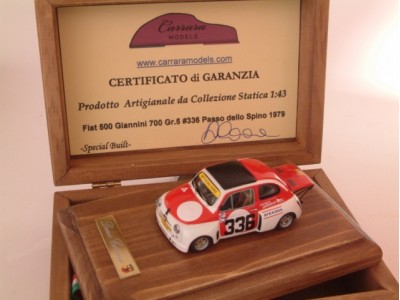 Carrara
MODELS
www.carraramodels.com
CERTIFICATO di GARANZIA
Prodotto Artigianale da Collezione Statica 1:43
Fiat 500 Giannini 700 Gr.5 #336 Passo dello Spino 1979
-Special Built-
336